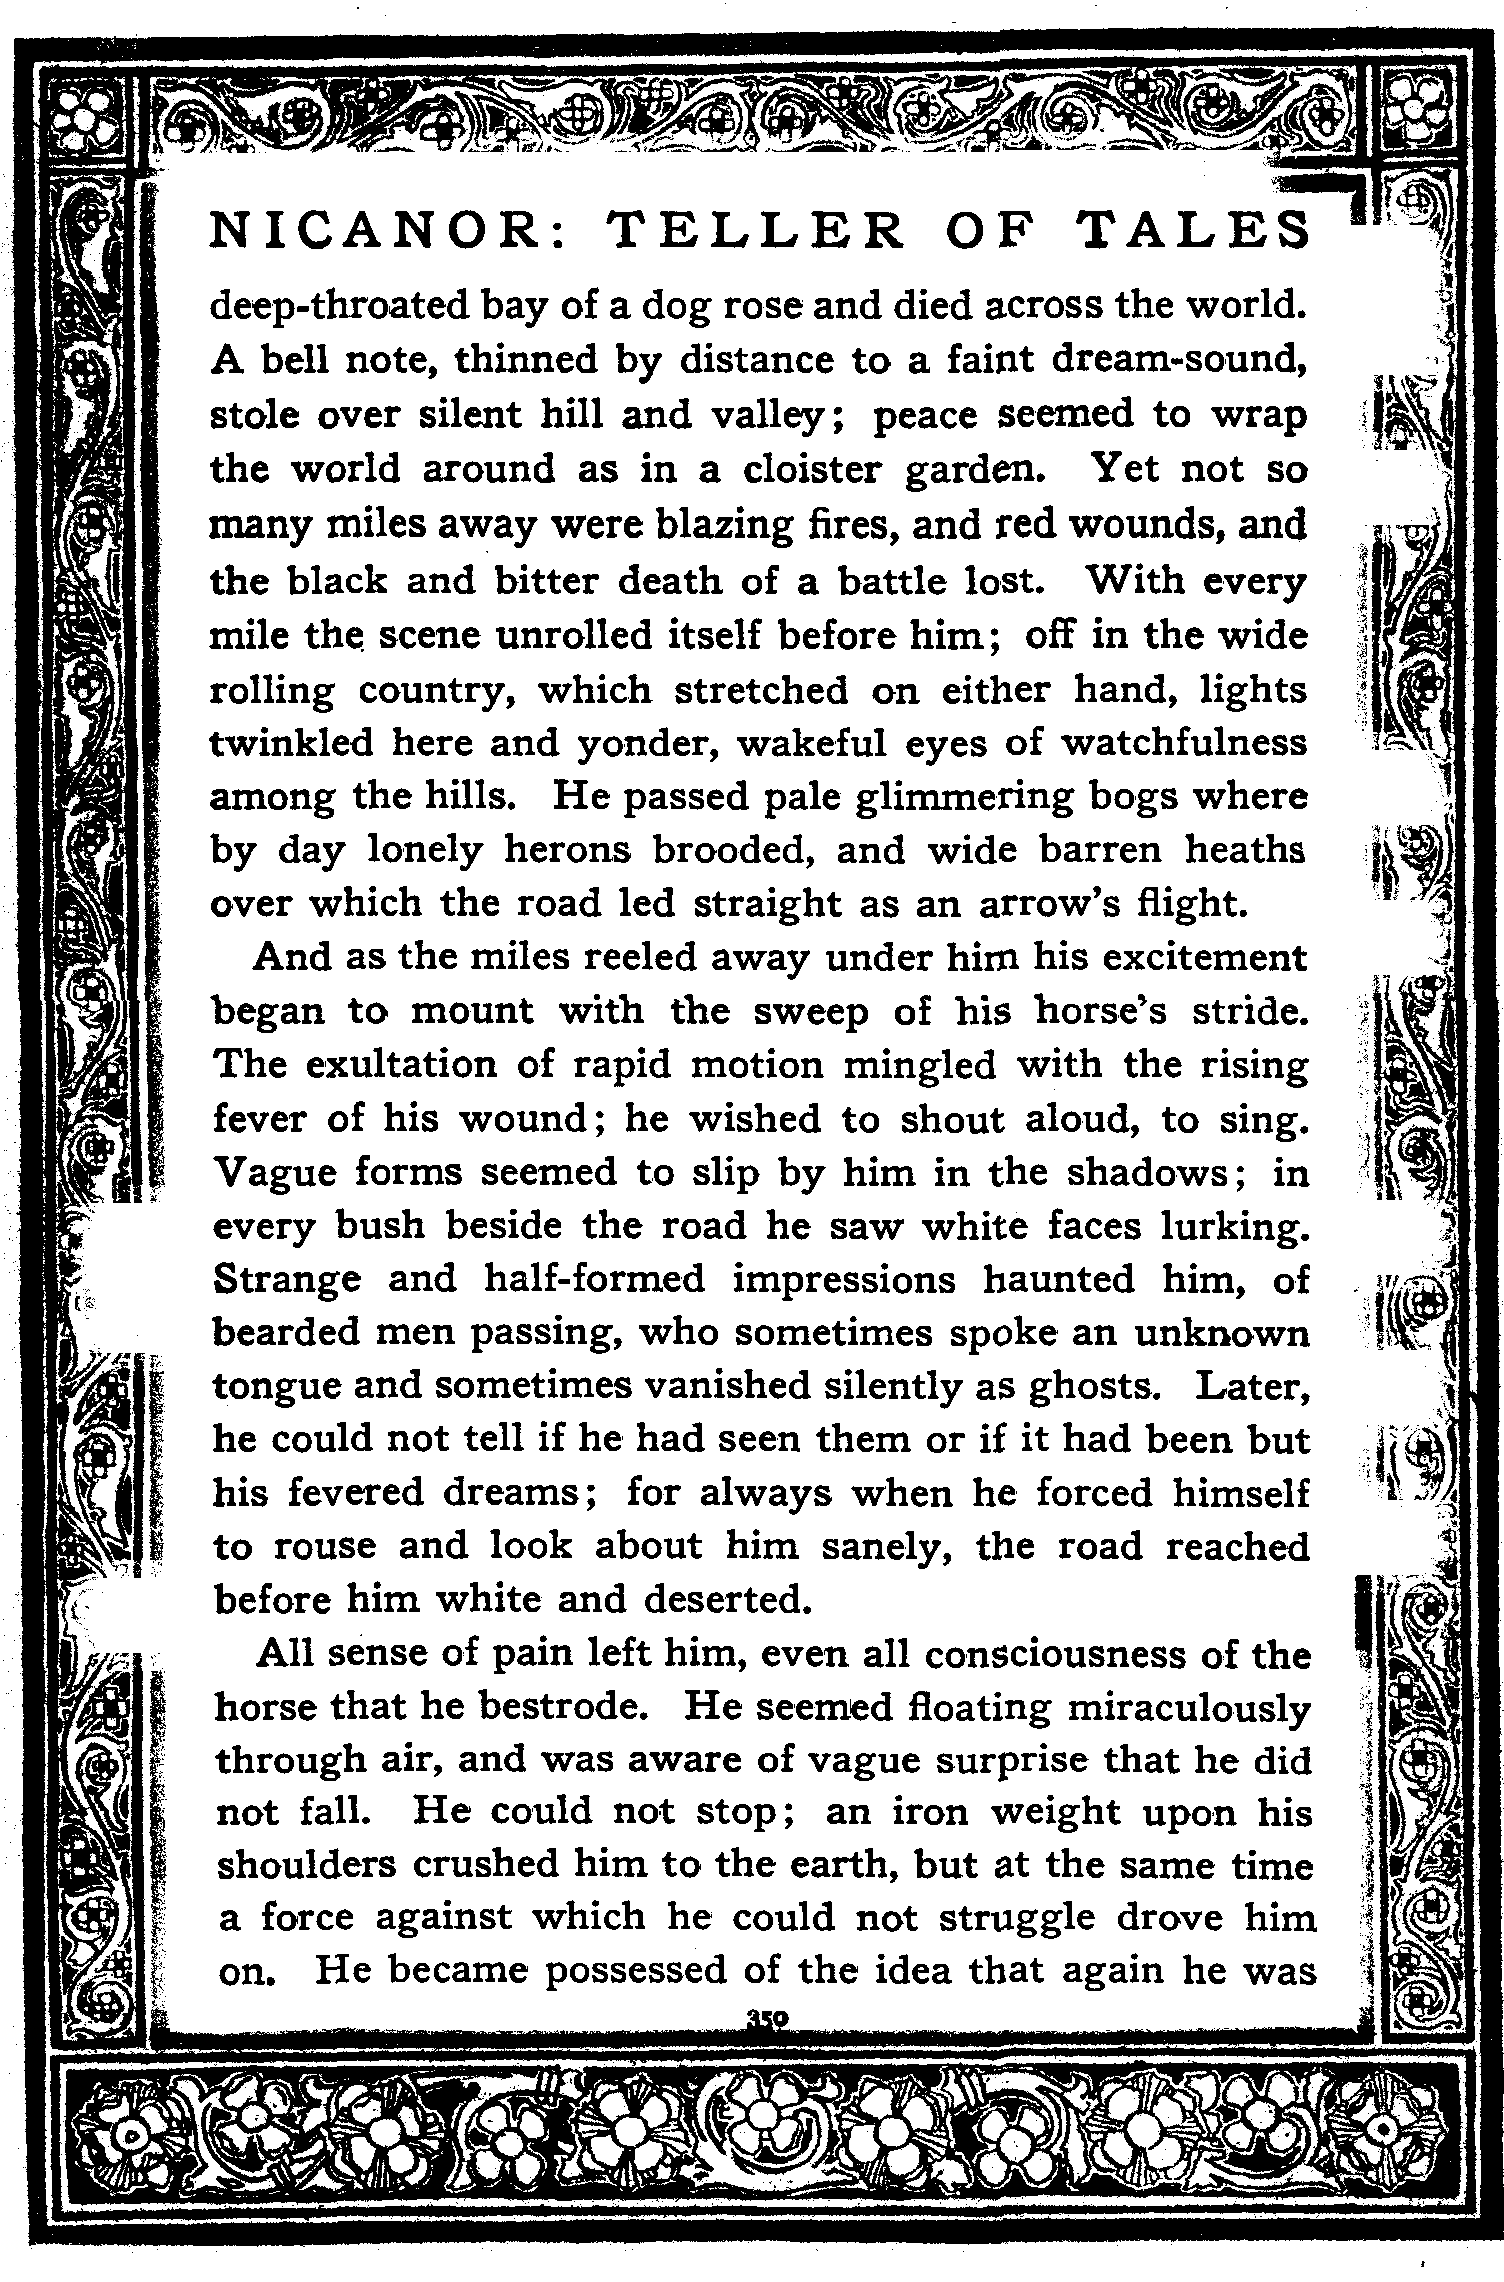 NICANOR: TELLER OF TALES
deep-throated bay of a dog rose and died across the world.
A bell note, thinned by distance to a faint dream-sound,
stole over silent hill and valley; peace seemed to wrap
the world around as in a cloister garden. Yet not so
many miles away were blazing fires, and red wounds, and
the black and bitter death of a battle lost. With every
mile the scene unrolled itself before him; off in the wide
rolling country, which stretched on either hand, lights
twinkled here and yonder, wakeful eyes of watchfulness
among the hills. He passed pale glimmering bogs where
by day lonely herons brooded, and wide barren heaths
over which the road led straight as an arrow's flight.
And as the miles reeled away under him his excitement
began to mount with the sweep of his horse's stride.
The exultation of rapid motion mingled with the rising
fever of his wound; he wished to shout aloud, to sing.
Vague forms seemed to slip by him in the shadows; in
every bush beside the road he saw white faces lurking.
Strange and half-formed impressions haunted him, of
bearded men passing, who sometimes spoke an unknown
tongue and sometimes vanished silently as ghosts. Later,
he could not tell if he had seen them or if it had been but
his fevered dreams; for always when he forced himself
to rouse and look about him sanely, the road reached
before him white and deserted.
All sense of pain left him, even all consciousness of the
horse that he bestrode. He seemed floating miraculously
through air, and was aware of vague surprise that he did
not fall. He could not stop; an iron weight upon his
shoulders crushed him to the earth, but at the same time
a force against which he could not struggle drove him
on. He became possessed of the idea that again he was
350